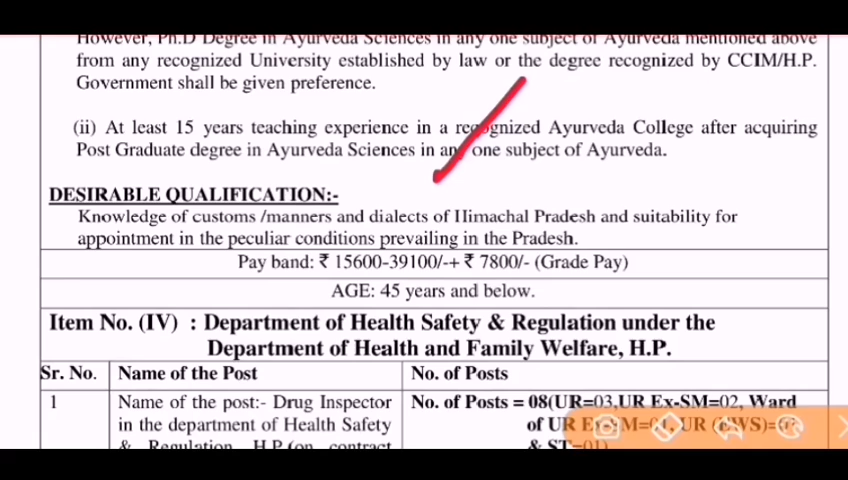 However, Ph.D Degree in Ayurveda Sciences in any one subject of Ayurveda mentioned above
from any recognized University established by law or the degree recognized by CCIM/H.P.
Government shall be given preference.
(ii) At least 15 years teaching experience in a recognized Ayurveda College after acquiring
Post Graduate degree in Ayurveda Sciences in any one subject of Ayurveda.
DESIRABLE QUALIFICATION:-
Knowledge of customs /manners and dialects of Himachal Pradesh and suitability for
appointment in the peculiar conditions prevailing in the Pradesh.
Pay band: ₹ 15600-39100/-+ ₹ 7800/- (Grade Pay)
AGE: 45 years and below.
Item No. (IV) : Department of Health Safety & Regulation under the
Department of Health and Family Welfare, H.P.
Sr. No. Name of the Post No. of Posts
1 Name of the post:- Drug Inspector No. of Posts = 08(UR=03,UR Ex-SM=02, Ward
in the department of Health Safety of UR UR
& Regulation, H.P (on contract & ST=01)